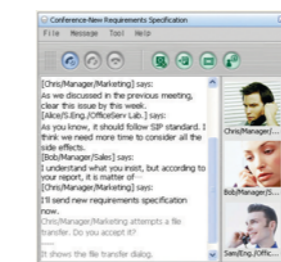 Conference-New Requirements Specification
File Message Tool Help
[Chris/Manager/Marketing] says:
As we discussed in the previous meeting,
clear this issue by this week.
[Alice/S.Eng./OfficeServ Lab.] says:
As you know, it should follow SIP standard. I
think we need more time to consider all the
side effects.
[Bob/Manager/Sales] says:
I understand what you insist, but according to
your report, it is matter of…
[Chris/Manager/Marketing] says:
I'll send new requirements specification
now.
Chris/Manager/Marketing attempts a file
transfer. Do you accept it?
It shows the file transfer dialog.
Chris/Manager/...
Bob/Manager/S...
Sam/Eng./Offic...